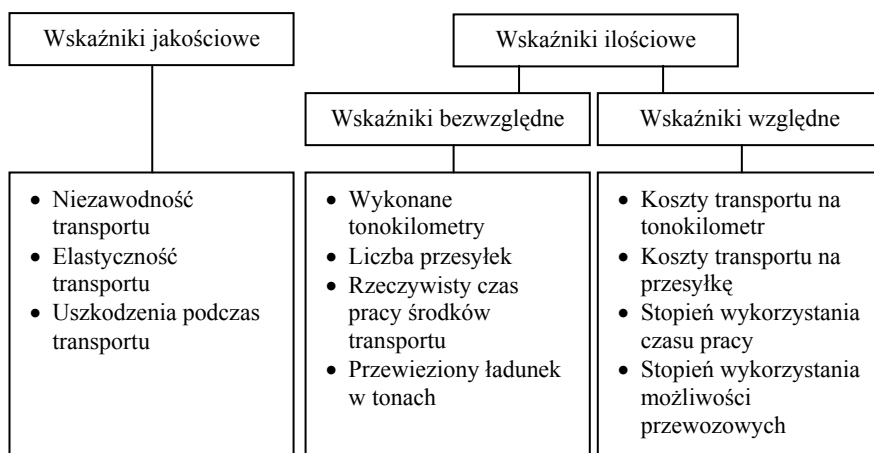 Wskaźniki jakościowe
Wskaźniki ilościowe
Wskaźniki bezwzględne
Wskaźniki względne
• Niezawodność
transportu
• Elastyczność
transportu
• Uszkodzenia podczas
transportu
• Wykonane
tonokilometry
• Liczba przesyłek
• Rzeczywisty czas
pracy środków
transportu
• Przewieziony ładunek
w tonach
• Koszty transportu na
tonokilometr
• Koszty transportu na
przesyłkę
• Stopień wykorzystania
czasu pracy
• Stopień wykorzystania
możliwości
przewozowych